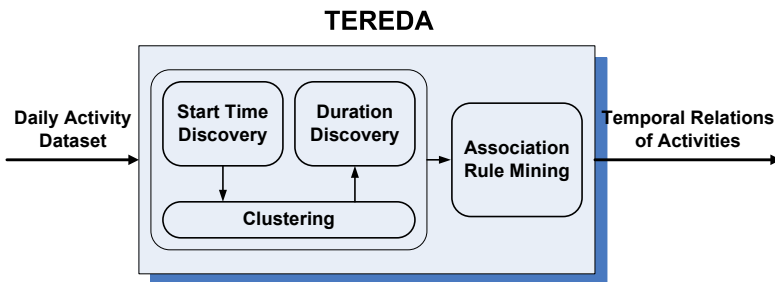 TEREDA
Daily Activity
Dataset
Start Time
Discovery
Duration
Discovery
Clustering
Association
Rule Mining
Temporal Relations
of Activities